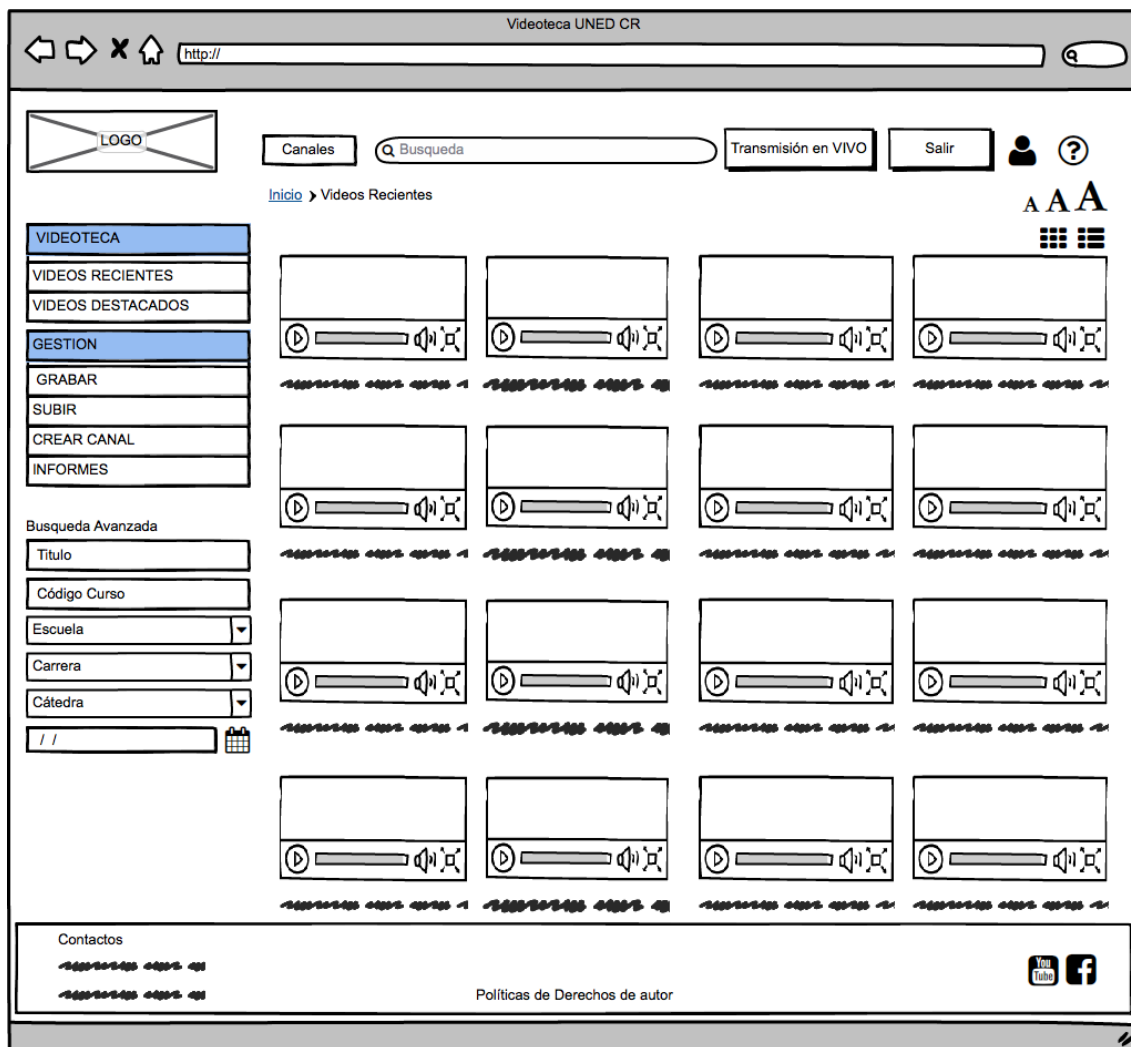 Videoteca UNED CR
http://
LOGO
Canales
Busqueda
Transmisión en VIVO
Salir
Inicio
Videos Recientes
A A A
VIDEOTECA
VIDEOS RECIENTES
VIDEOS DESTACADOS
GESTION
GRABAR
SUBIR
CREAR CANAL
INFORMES
Busqueda Avanzada
Titulo
Código Curso
Escuela
Carrera
Cátedra
/ /
Contactos
Políticas de Derechos de autor
You
Tube
f